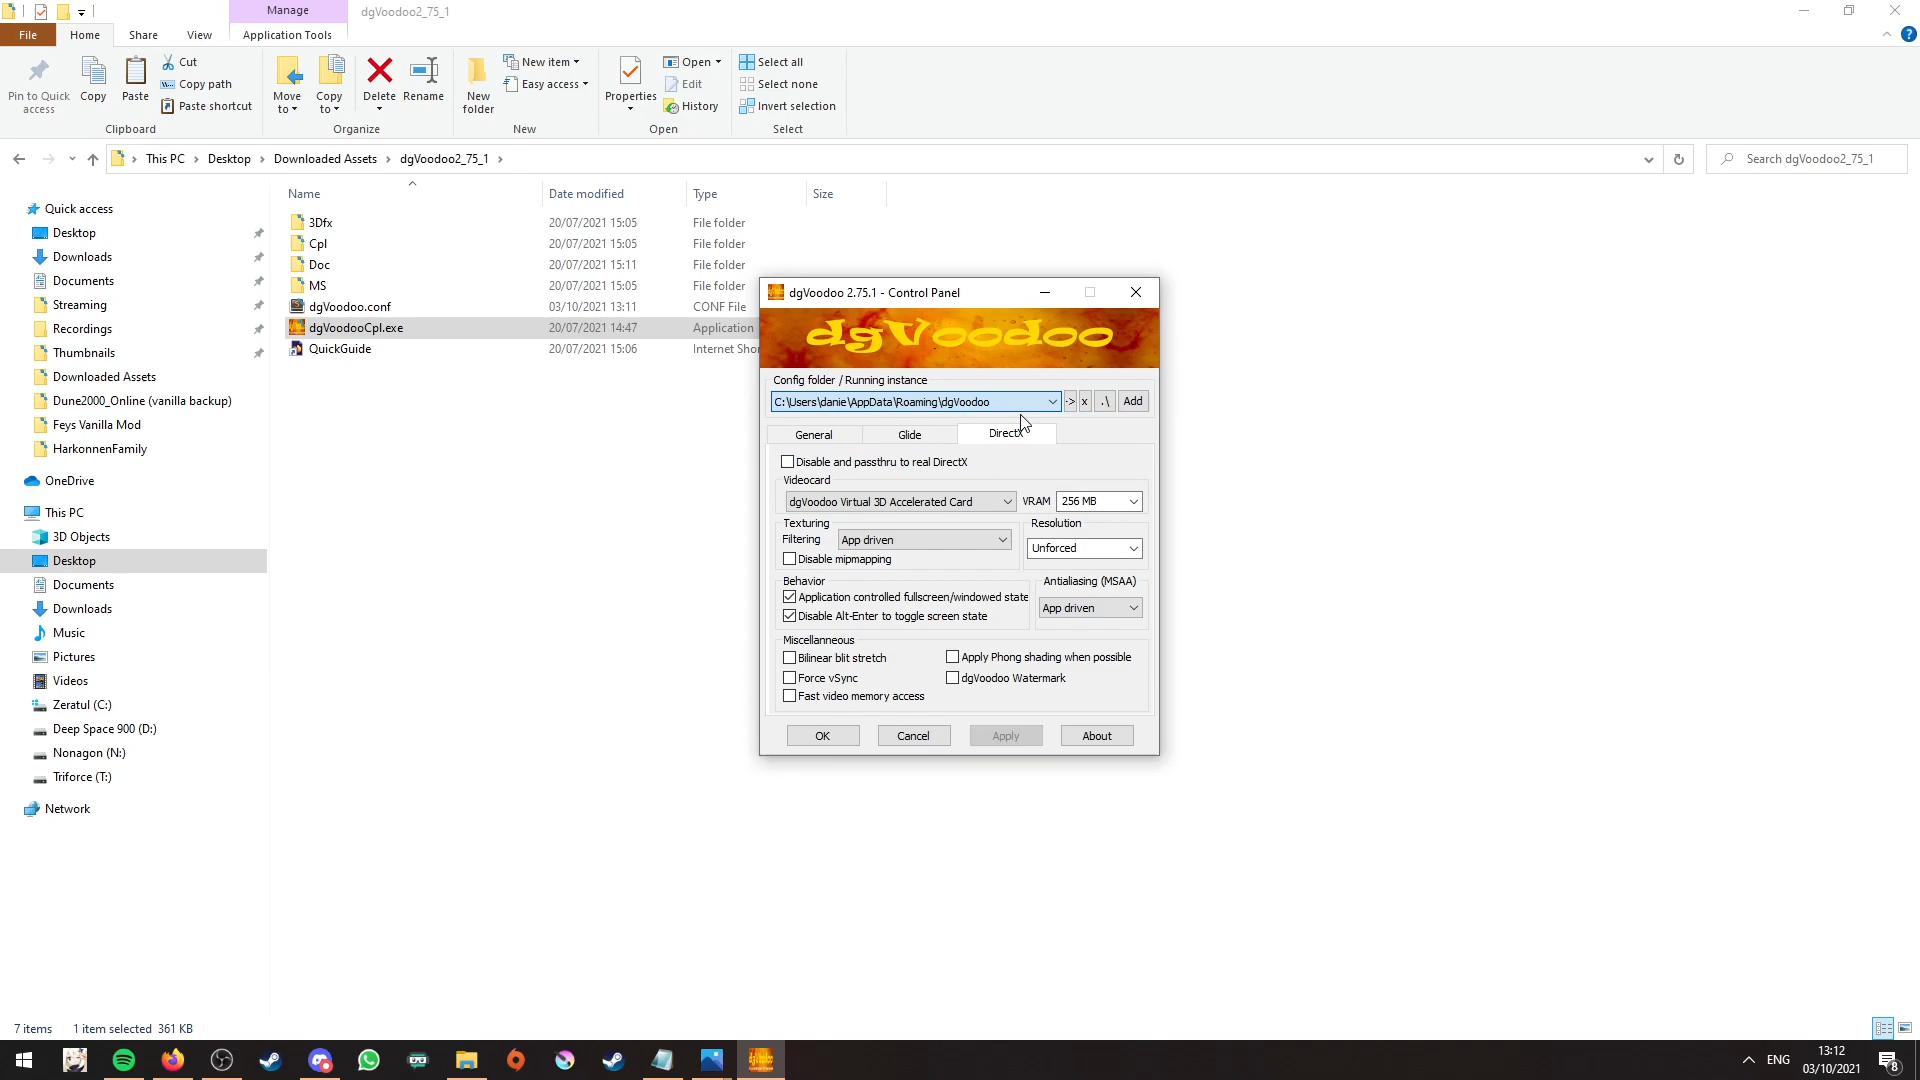 Manage
dgVoodoo2_75_1
File
Home
Share
View
Application Tools
Pin to Quick access
Copy
Paste
Cut
Copy path
Paste shortcut
Clipboard
Move to
Copy to
Delete
Rename
Organize
New folder
New item
Easy access
New
Properties
Open
Edit
History
Open
Select all
Select none
Invert selection
Select
This PC
Desktop
Downloaded Assets
dgVoodoo2_75_1
Search dgVoodoo2_75_1
Name
Date modified
Type
Size
Quick access
Desktop
Downloads
Documents
Streaming
Recordings
Thumbnails
Downloaded Assets
Dune2000_Online (vanilla backup)
Feys Vanilla Mod
HarkonnenFamily
OneDrive
This PC
3D Objects
Desktop
Documents
Downloads
Music
Pictures
Videos
Zeratul (C:)
Deep Space 900 (D:)
Nonagon (N:)
Triforce (T:)
Network
3Dfx 20/07/2021 15:05 File folder
Cpl 20/07/2021 15:05 File folder
Doc 20/07/2021 15:11 File folder
MS 20/07/2021 15:05 File folder
dgVoodoo.conf 03/10/2021 13:11 CONF File
dgVoodooCpl.exe 20/07/2021 14:47 Application
QuickGuide 20/07/2021 15:06 Internet Sho
dgVoodoo 2.75.1 - Control Panel
dgVoodoo
Config folder / Running instance
C:\Users\danie\AppData\Roaming\dgVoodoo
-> x .\ Add
General
Glide
DirectX
Disable and passthru to real DirectX
Videocard
dgVoodoo Virtual 3D Accelerated Card
VRAM
256 MB
Texturing
Filtering
App driven
Disable mipmapping
Resolution
Unforced
Behavior
Application controlled fullscreen/windowed state
Disable Alt-Enter to toggle screen state
Antialiasing (MSAA)
App driven
Miscellaneous
Bilinear blit stretch
Apply Phong shading when possible
Force vSync
dgVoodoo Watermark
Fast video memory access
OK
Cancel
Apply
About
7 items
1 item selected 361 KB
ENG
13:12
03/10/2021
8